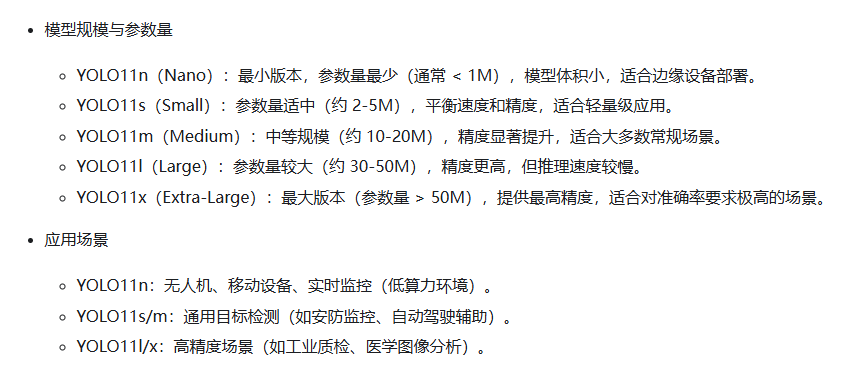 模型规模与参数量
YOLO11n（Nano）：最小版本，参数量最少（通常 < 1M），模型体积小，适合边缘设备部署。
YOLO11s（Small）：参数量适中（约 2-5M），平衡速度和精度，适合轻量级应用。
YOLO11m（Medium）：中等规模（约 10-20M），精度显著提升，适合大多数常规场景。
YOLO11l（Large）：参数量较大（约 30-50M），精度更高，但推理速度较慢。
YOLO11x（Extra-Large）：最大版本（参数量 > 50M），提供最高精度，适合对准确率要求极高的场景。
应用场景
YOLO11n：无人机、移动设备、实时监控（低算力环境）。
YOLO11s/m：通用目标检测（如安防监控、自动驾驶辅助）。
YOLO11l/x：高精度场景（如工业质检、医学图像分析）。